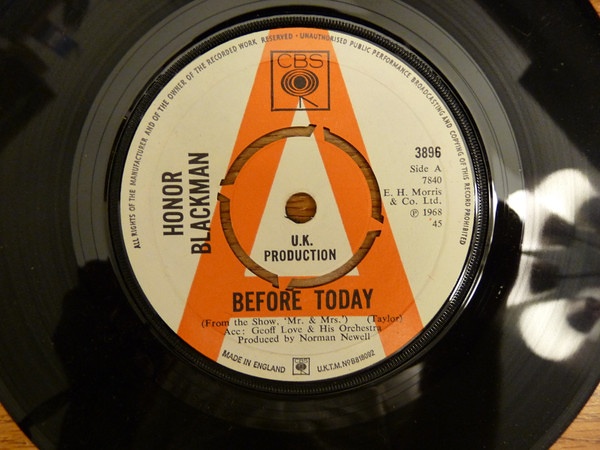 ALL RIGHTS OF THE MANUFACTURER AND OF THE OWNER OF THE RECORDED WORK RESERVED · UNAUTHORISED PUBLIC PERFORMANCE BROADCASTING AND COPYING OF THIS RECORD PROHIBITED
CBS
HONOR
BLACKMAN
A
3896
Side A
7840
E. H. Morris
& Co. Ltd.
℗ 1968
45
U.K.
PRODUCTION
BEFORE TODAY
(From the Show, 'Mr. & Mrs.') (Taylor)
Acc: Geoff Love & His Orchestra
Produced by Norman Newell
MADE IN ENGLAND
CBS